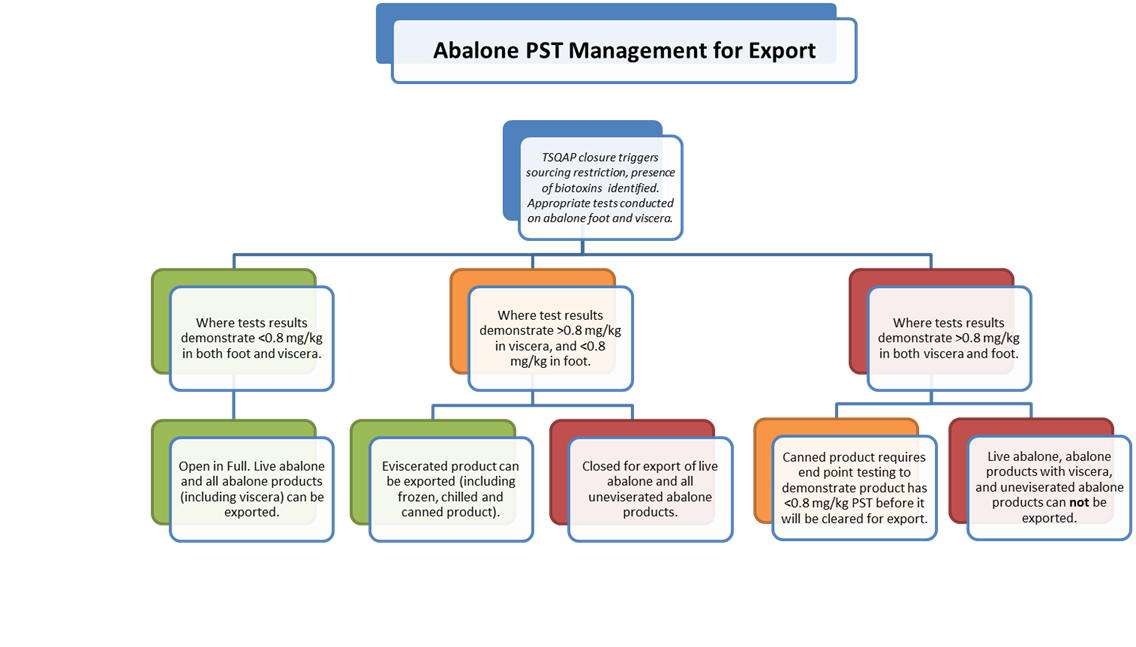 Abalone PST Management for Export
TSQAP closure triggers
sourcing restriction, presence
of biotoxins identified.
Appropriate tests conducted
on abalone foot and viscera.
Where tests results
demonstrate <0.8 mg/kg
in both foot and viscera.
Where test results
demonstrate >0.8 mg/kg
in viscera, and <0.8
mg/kg in foot.
Where tests results
demonstrate >0.8 mg/kg
in both viscera and foot.
Open in Full. Live abalone
and all abalone products
(including viscera) can be
exported.
Eviscerated product can
be exported (including
frozen, chilled and
canned product).
Closed for export of live
abalone and all
uneviserated abalone
products.
Canned product requires
end point testing to
demonstrate product has
<0.8 mg/kg PST before it
will be cleared for export.
Live abalone, abalone
products with viscera,
and uneviserated abalone
products can not be
exported.